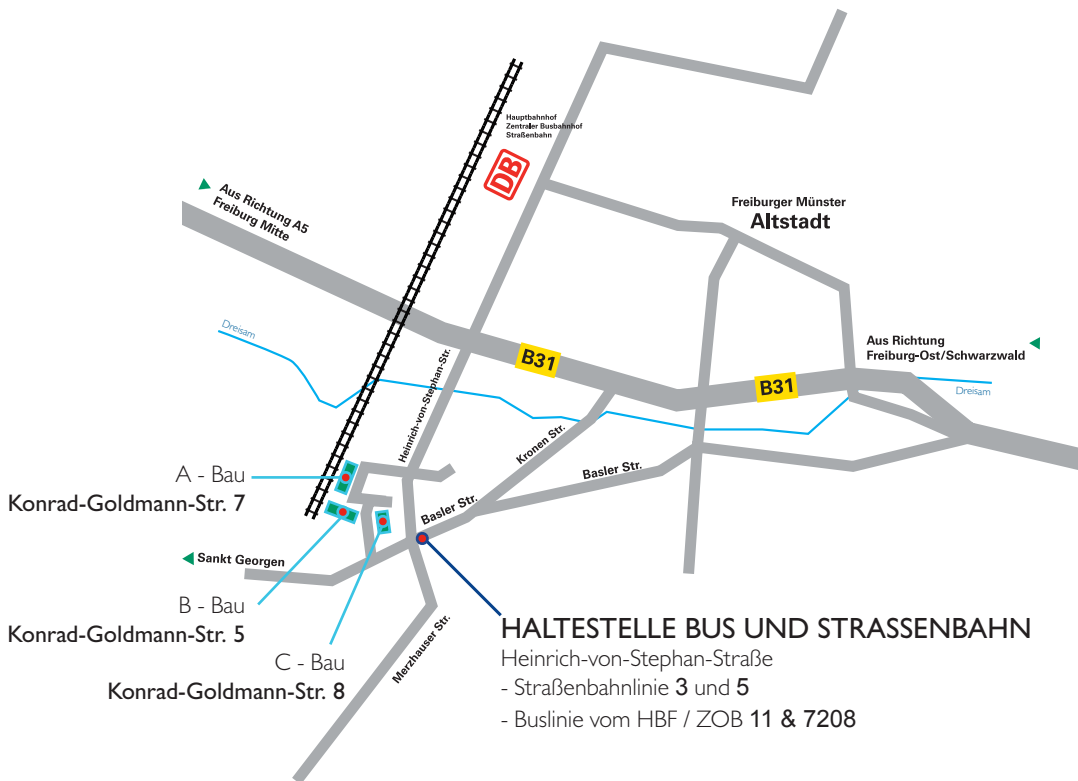 Hauptbahnhof
Zentraler Busbahnhof
Straßenbahn
DB
Aus Richtung A5
Freiburg Mitte
Freiburger Münster
Altstadt
Dreisam
Heinrich-von-Stephan-Str.
B31
B31
Aus Richtung
Freiburg-Ost/Schwarzwald
Dreisam
Kronen Str.
Basler Str.
Basler Str.
A - Bau
Konrad-Goldmann-Str. 7
Sankt Georgen
B - Bau
Konrad-Goldmann-Str. 5
C - Bau
Konrad-Goldmann-Str. 8
Merzhauser Str.
HALTESTELLE BUS UND STRASSENBAHN
Heinrich-von-Stephan-Straße
- Straßenbahnlinie 3 und 5
- Buslinie vom HBF / ZOB 11 & 7208